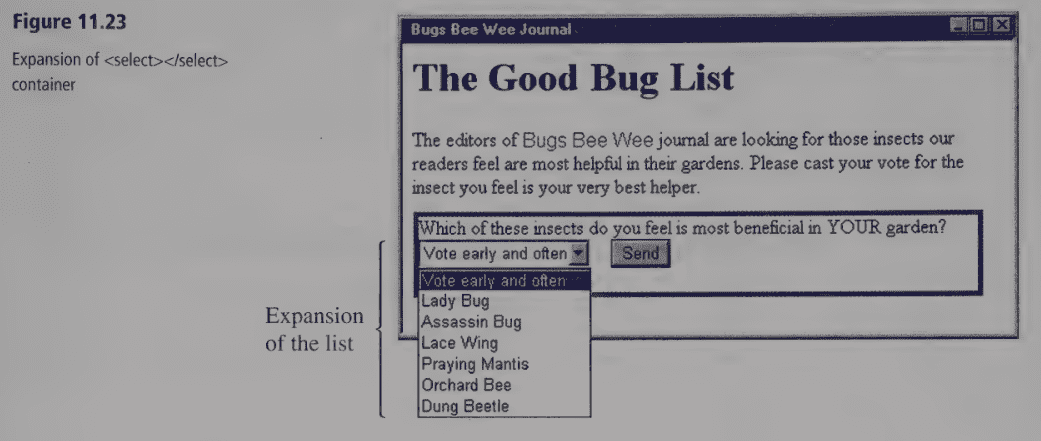 Figure 11.23
Expansion of <select></select>
container
Bugs Bee Wee Journal
The Good Bug List
The editors of Bugs Bee Wee journal are looking for those insects our
readers feel are most helpful in their gardens. Please cast your vote for the
insect you feel is your very best helper.
Which of these insects do you feel is most beneficial in YOUR garden?
Vote early and often Send
Vote early and often
Lady Bug
Assassin Bug
Lace Wing
Praying Mantis
Orchard Bee
Dung Beetle
Expansion
of the list